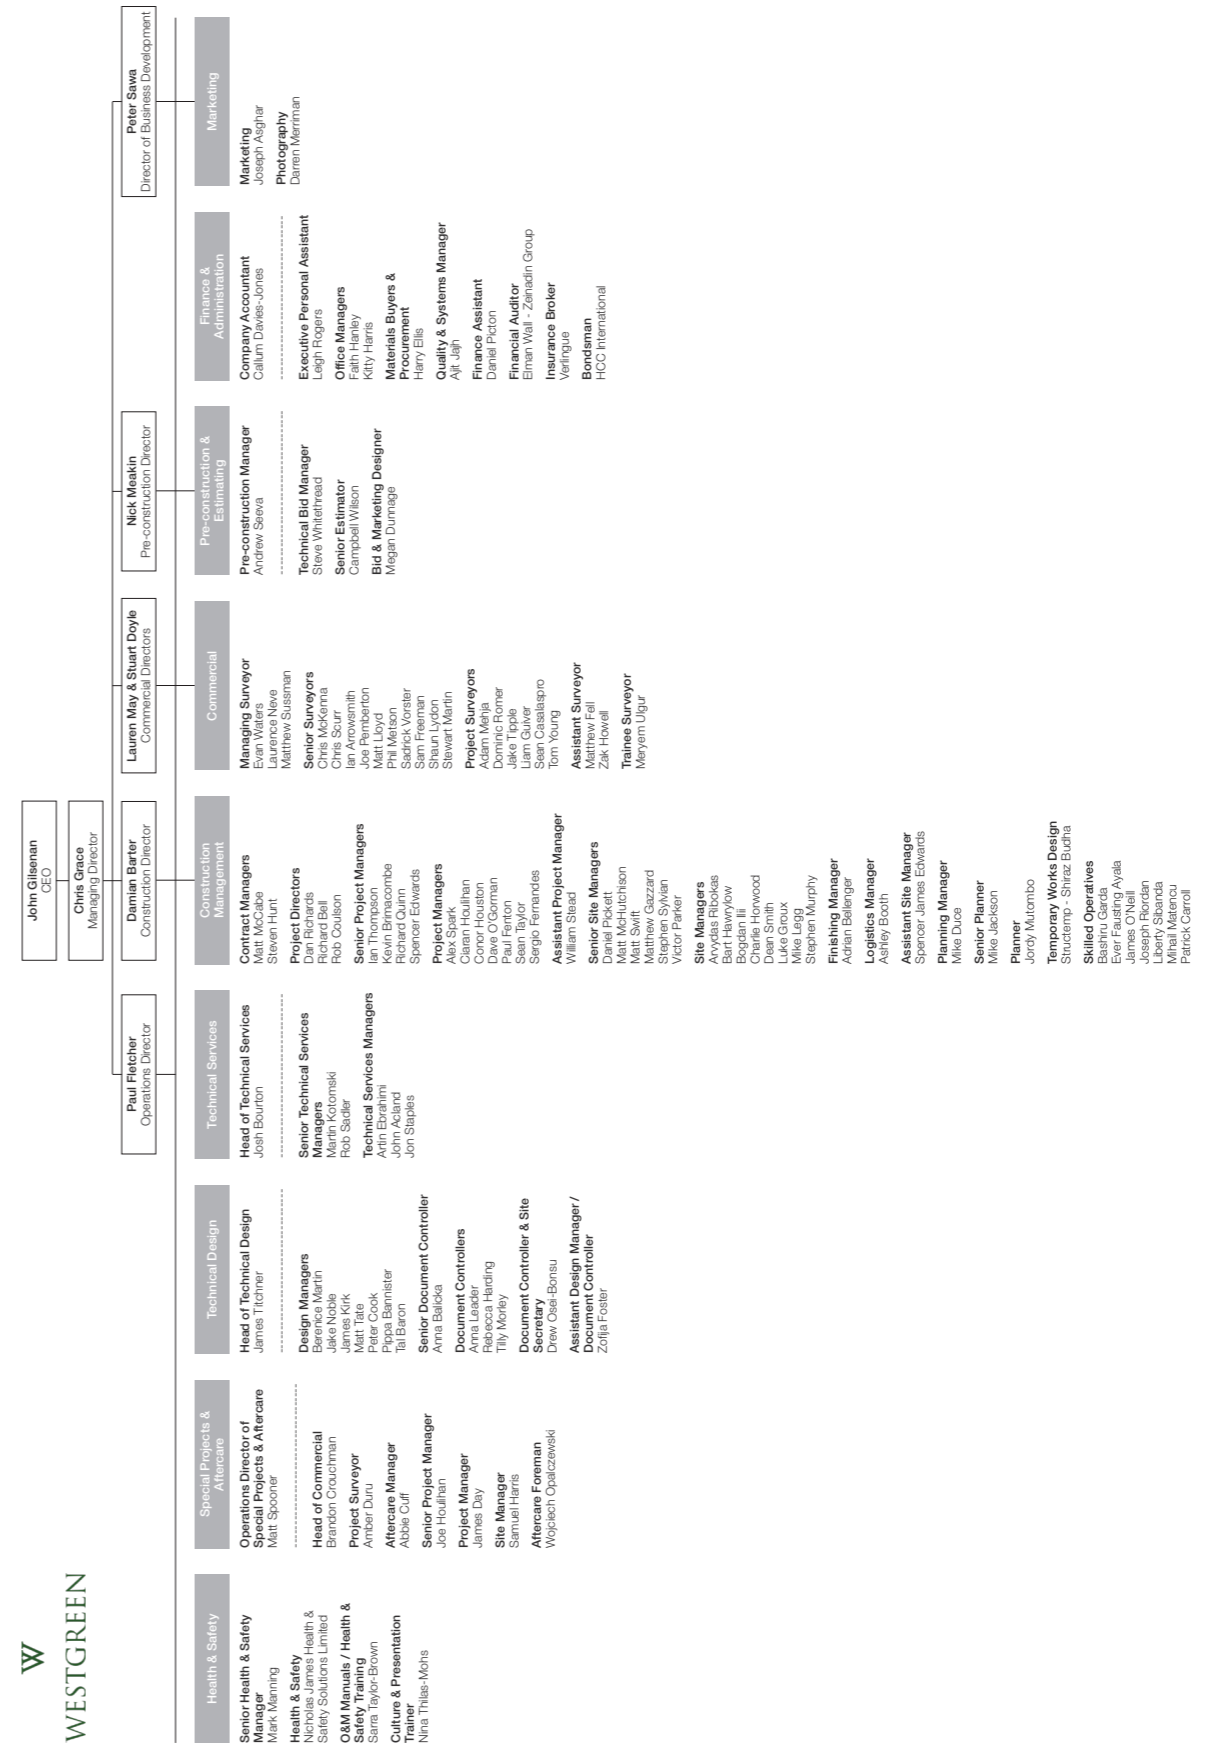 W
WESTGREEN
John Gilsenan
CEO
Chris Grace
Managing Director
Paul Fletcher
Operations Director
Damian Barter
Construction Director
Lauren May & Stuart Doyle
Commercial Directors
Nick Meakin
Pre-construction Director
Peter Sawa
Director of Business Development
Health & Safety
Senior Health & Safety
Manager
Mark Manning
Health & Safety
Nicholas James Health &
Safety Solutions Limited
O&M Manuals / Health &
Safety Training
Sarra Taylor-Brown
Culture & Presentation
Trainer
Nina Thilas-Mohs
Special Projects &
Aftercare
Operations Director of
Special Projects & Aftercare
Matt Spooner
Head of Commercial
Brandon Crouchman
Project Surveyor
Amber Duru
Aftercare Manager
Abbie Cuff
Senior Project Manager
Joe Houlihan
Project Manager
James Day
Site Manager
Samuel Harris
Aftercare Foreman
Wojciech Opalczewski
Technical Design
Head of Technical Design
James Titchner
Design Managers
Berenice Martin
Jake Noble
James Kirk
Matt Tate
Peter Cook
Pippa Bannister
Tal Baron
Senior Document Controller
Anna Balicka
Document Controllers
Anna Leader
Rebecca Harding
Tilly Morley
Document Controller & Site
Secretary
Drew Osei-Bonsu
Assistant Design Manager /
Document Controller
Zofija Foster
Technical Services
Head of Technical Services
Josh Bourton
Senior Technical Services
Managers
Martin Kotomski
Rob Sadler
Technical Services Managers
Artin Ebrahimi
John Acland
Jon Staples
Construction
Management
Contract Managers
Matt McCabe
Steven Hunt
Project Directors
Dan Richards
Richard Bell
Rob Coulson
Senior Project Managers
Ian Thompson
Kevin Brimacombe
Richard Quinn
Spencer Edwards
Project Managers
Alex Spark
Ciaran Houlihan
Conor Houston
Dave O'Gorman
Paul Fenton
Sean Taylor
Sergio Fernandes
Assistant Project Manager
William Stead
Senior Site Managers
Daniel Pickett
Matt McHutchison
Matt Swift
Matthew Gazzard
Stephen Sylvian
Victor Parker
Site Managers
Arvydas Ribokas
Bart Hawrylow
Bogdan Ilii
Charlie Horwood
Dean Smith
Luke Groux
Mike Legg
Stephen Murphy
Finishing Manager
Adrian Bellenger
Logistics Manager
Ashley Booth
Assistant Site Manager
Spencer James Edwards
Planning Manager
Mike Duce
Senior Planner
Mike Jackson
Planner
Jordy Mutombo
Temporary Works Design
Structemp - Shiraz Budha
Skilled Operatives
Bashiru Garda
Ever Fausting Ayala
James O'Neil
Joseph Riordan
Liberty Sibanda
Mihail Matencu
Patrick Carroll
Commercial
Managing Surveyor
Evan Waters
Laurence Neve
Matthew Sussman
Senior Surveyors
Chris McKenna
Chris Scurr
Ian Arrowsmith
Joe Pemberton
Matt Lloyd
Phil Metson
Sadrick Vorster
Sam Freeman
Shaun Lydon
Stewart Martin
Project Surveyors
Adam Mehja
Dominic Romer
Jake Tipple
Liam Guiver
Sean Casalaspro
Tom Young
Assistant Surveyor
Matthew Fell
Zak Howell
Trainee Surveyor
Meryem Ulgur
Pre-construction &
Estimating
Pre-construction Manager
Andrew Seeva
Technical Bid Manager
Steve Whitethread
Senior Estimator
Campbell Wilson
Bid & Marketing Designer
Megan Dunnage
Finance &
Administration
Company Accountant
Callum Davies-Jones
Executive Personal Assistant
Leigh Rogers
Office Managers
Faith Hanley
Kitty Harris
Materials Buyers &
Procurement
Harry Ellis
Quality & Systems Manager
Ajit Jajh
Finance Assistant
Daniel Picton
Financial Auditor
Elman Wall - Zeinadin Group
Insurance Broker
Verlingue
Bondsman
HCC International
Marketing
Marketing
Joseph Asghar
Photography
Darren Merriman